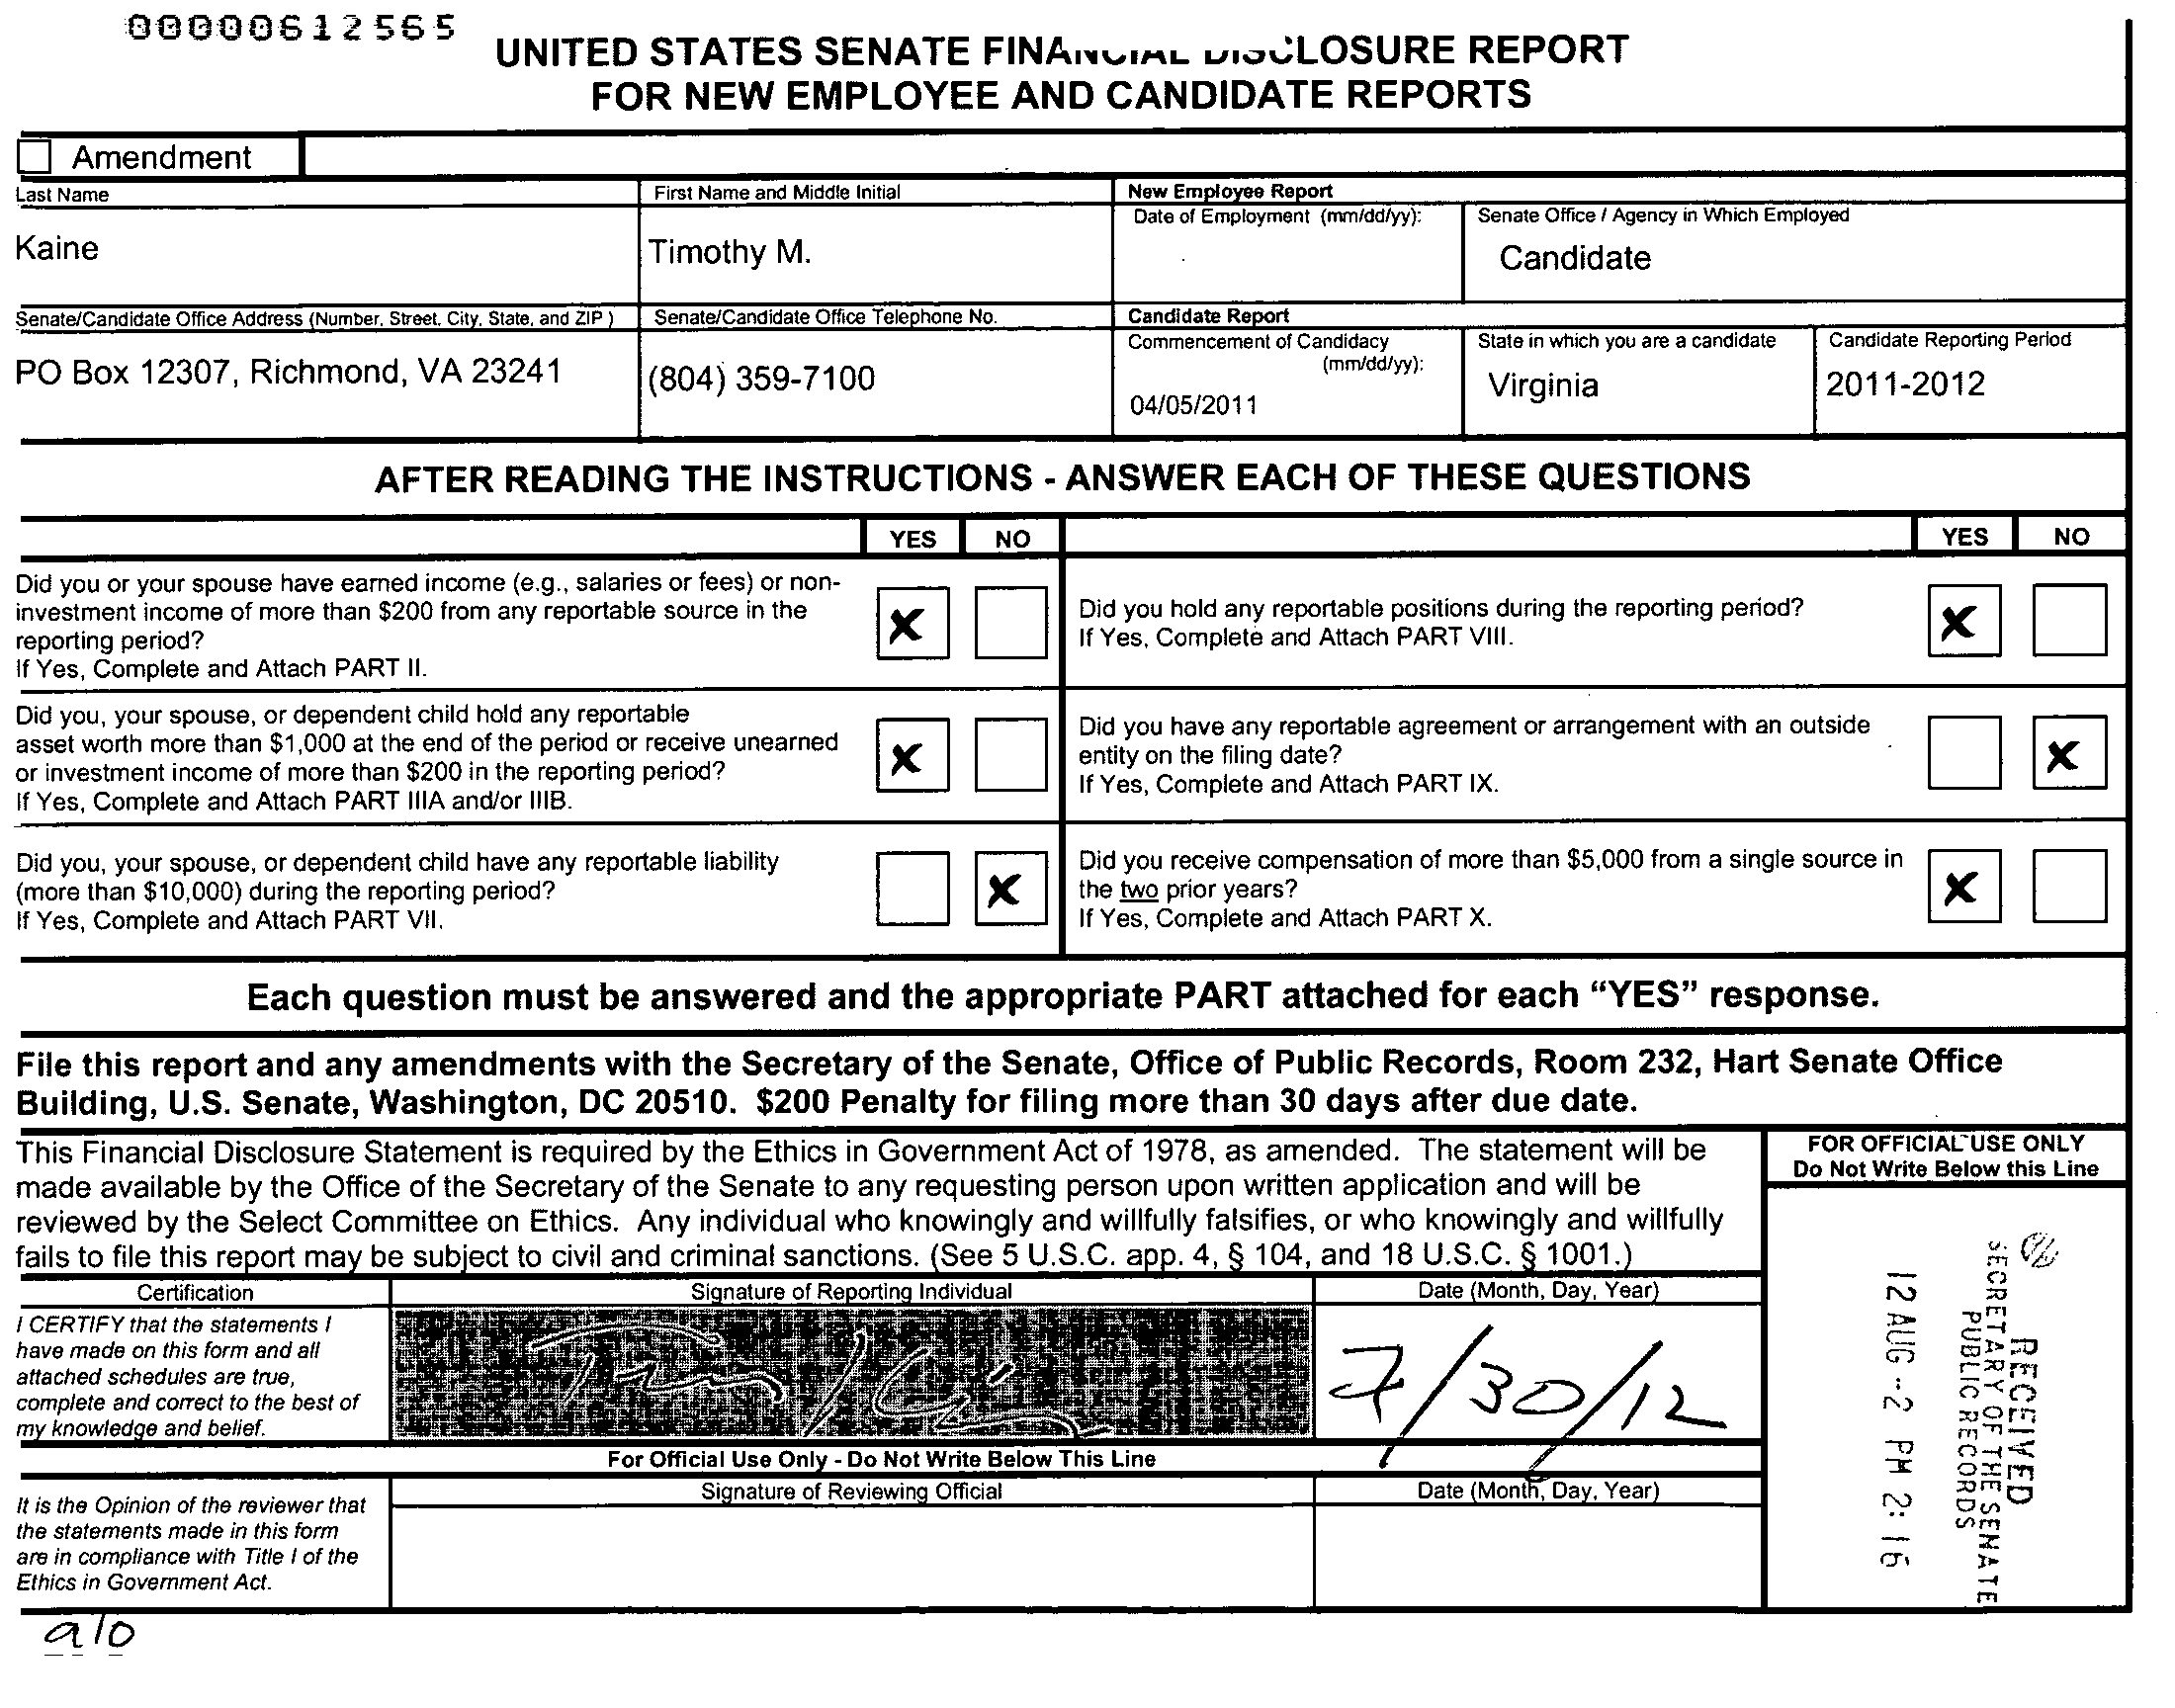 00000612565
UNITED STATES SENATE FINANCIAL DISCLOSURE REPORT
FOR NEW EMPLOYEE AND CANDIDATE REPORTS
Amendment
Last Name
First Name and Middle Initial
New Employee Report
Date of Employment (mm/dd/yy):
Senate Office / Agency in Which Employed
Kaine
Timothy M.
Candidate
Senate/Candidate Office Address (Number, Street, City, State, and ZIP )
Senate/Candidate Office Telephone No.
Candidate Report
Commencement of Candidacy
(mm/dd/yy):
State in which you are a candidate
Candidate Reporting Period
PO Box 12307, Richmond, VA 23241
(804) 359-7100
04/05/2011
Virginia
2011-2012
AFTER READING THE INSTRUCTIONS - ANSWER EACH OF THESE QUESTIONS
YES NO
YES NO
Did you or your spouse have earned income (e.g., salaries or fees) or non-
investment income of more than $200 from any reportable source in the
reporting period?
If Yes, Complete and Attach PART II.
X
Did you hold any reportable positions during the reporting period?
If Yes, Complete and Attach PART VIII.
X
Did you, your spouse, or dependent child hold any reportable
asset worth more than $1,000 at the end of the period or receive unearned
or investment income of more than $200 in the reporting period?
If Yes, Complete and Attach PART IIIA and/or IIIB.
X
Did you have any reportable agreement or arrangement with an outside
entity on the filing date?
If Yes, Complete and Attach PART IX.
X
Did you, your spouse, or dependent child have any reportable liability
(more than $10,000) during the reporting period?
If Yes, Complete and Attach PART VII.
X
Did you receive compensation of more than $5,000 from a single source in
the two prior years?
If Yes, Complete and Attach PART X.
X
Each question must be answered and the appropriate PART attached for each “YES” response.
File this report and any amendments with the Secretary of the Senate, Office of Public Records, Room 232, Hart Senate Office
Building, U.S. Senate, Washington, DC 20510. $200 Penalty for filing more than 30 days after due date.
This Financial Disclosure Statement is required by the Ethics in Government Act of 1978, as amended. The statement will be
made available by the Office of the Secretary of the Senate to any requesting person upon written application and will be
reviewed by the Select Committee on Ethics. Any individual who knowingly and willfully falsifies, or who knowingly and willfully
fails to file this report may be subject to civil and criminal sanctions. (See 5 U.S.C. app. 4, § 104, and 18 U.S.C. § 1001.)
FOR OFFICIAL USE ONLY
Do Not Write Below this Line
Certification
Signature of Reporting Individual
Date (Month, Day, Year)
I CERTIFY that the statements I
have made on this form and all
attached schedules are true,
complete and correct to the best of
my knowledge and belief.
7/30/12
For Official Use Only - Do Not Write Below This Line
Signature of Reviewing Official
Date (Month, Day, Year)
It is the Opinion of the reviewer that
the statements made in this form
are in compliance with Title I of the
Ethics in Government Act.
RECEIVED
SECRETARY OF THE SENATE
PUBLIC RECORDS
12 AUG -2 PM 2: 16